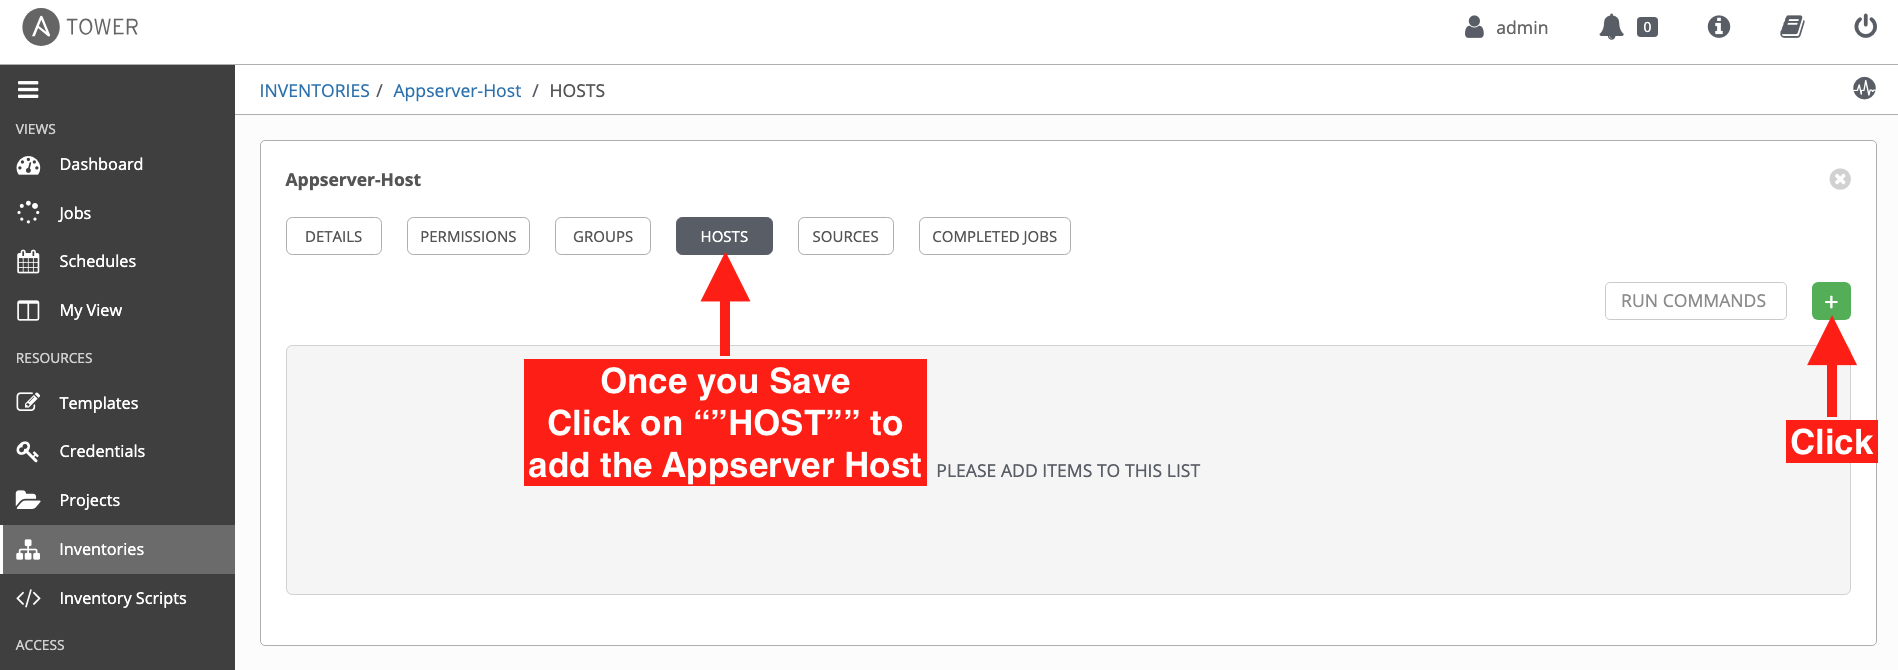 TOWER
admin
0
INVENTORIES / Appserver-Host / HOSTS
VIEWS
Dashboard
Jobs
Schedules
My View
RESOURCES
Templates
Credentials
Projects
Inventories
Inventory Scripts
ACCESS
Appserver-Host
DETAILS PERMISSIONS GROUPS HOSTS SOURCES COMPLETED JOBS
RUN COMMANDS +
Once you Save
Click on “”HOST”” to
add the Appserver Host
PLEASE ADD ITEMS TO THIS LIST
Click